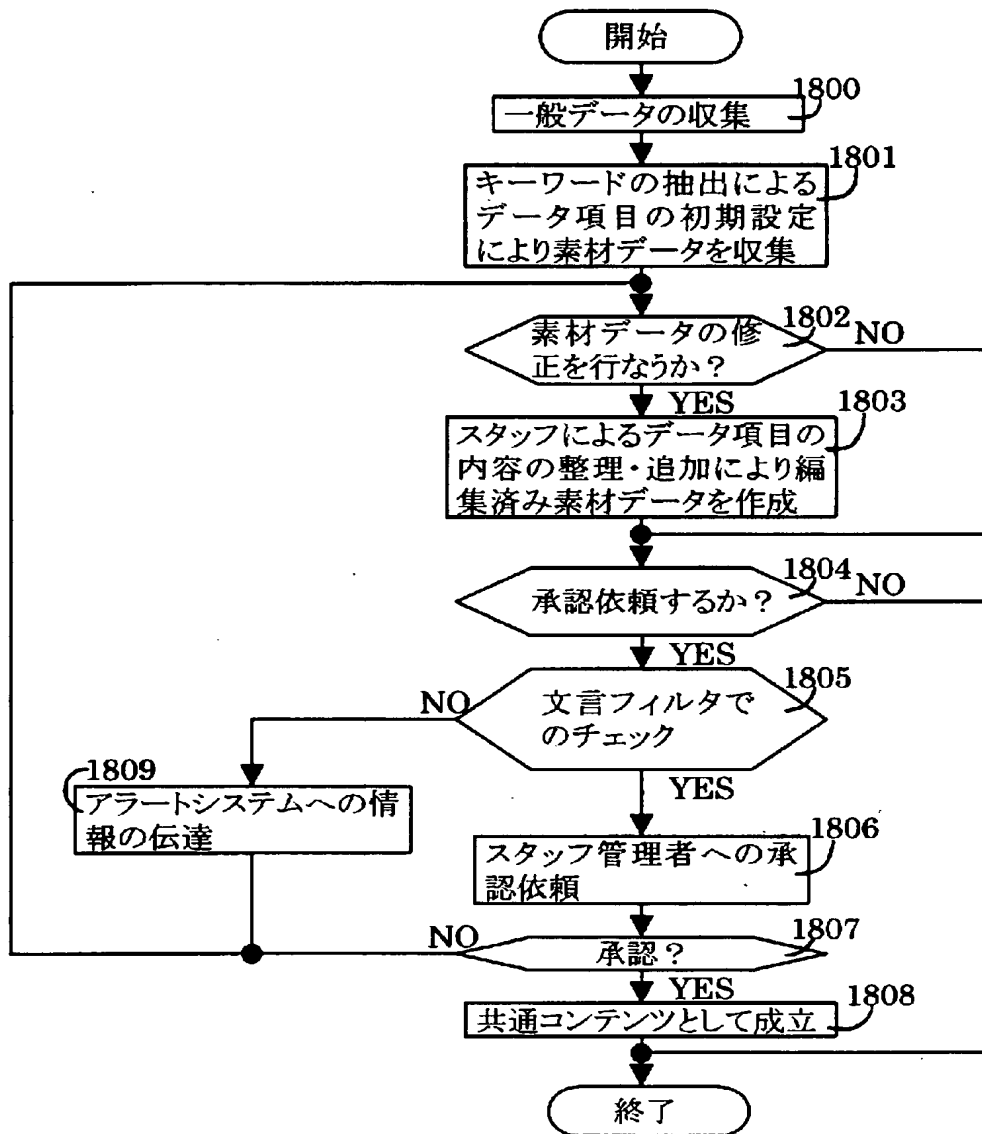 開始
1800
一般データの収集
1801
キーワードの抽出による
データ項目の初期設定
により素材データを収集
1802
素材データの修
正を行なうか？
NO
YES
1803
スタッフによるデータ項目の
内容の整理・追加により編
集済み素材データを作成
1804
承認依頼するか？
NO
YES
1805
文言フィルタで
のチェック
NO
YES
1809
アラートシステムへの情
報の伝達
1806
スタッフ管理者への承
認依頼
1807
承認？
NO
YES
1808
共通コンテンツとして成立
終了